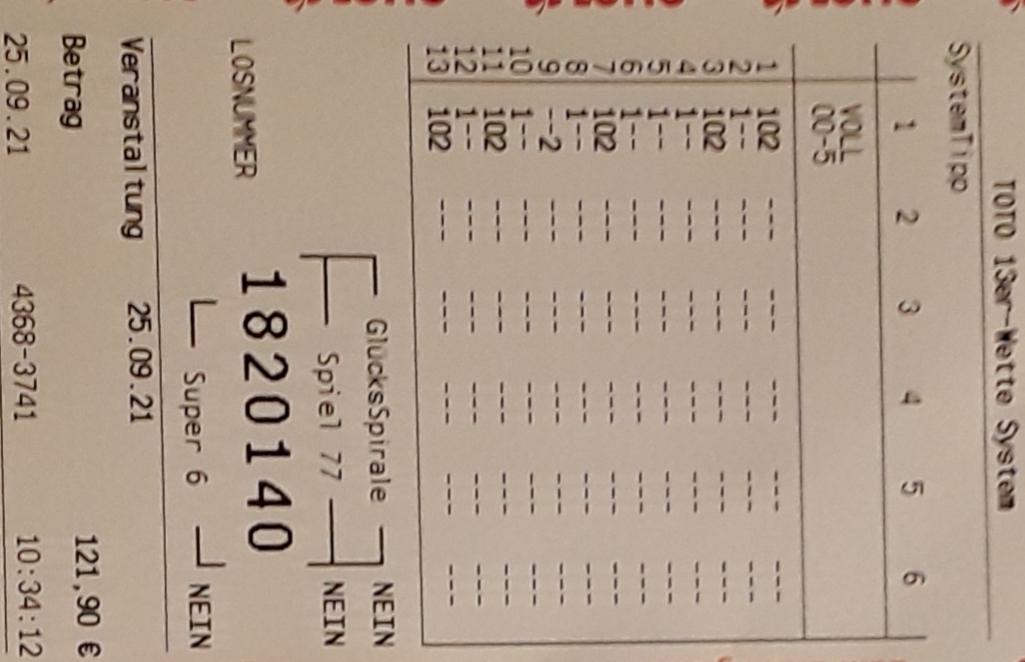 TOTO 13er-Wette System
SystemTipp
1 2 3 4 5 6
VOLL
00-5
1 102 --- --- --- --- ---
2 1-- --- --- --- --- ---
3 102 --- --- --- --- ---
4 1-- --- --- --- --- ---
5 1-- --- --- --- --- ---
6 1-- --- --- --- --- ---
7 102 --- --- --- --- ---
8 1-- --- --- --- --- ---
9 --2 --- --- --- --- ---
10 1-- --- --- --- --- ---
11 102 --- --- --- --- ---
12 1-- --- --- --- --- ---
13 102 --- --- --- --- ---
GlücksSpirale NEIN
Spiel 77 NEIN
LOSNUMMER 1820140
Super 6 NEIN
Veranstaltung 25.09.21
Betrag 121,90 €
25.09.21 4368-3741 10:34:12